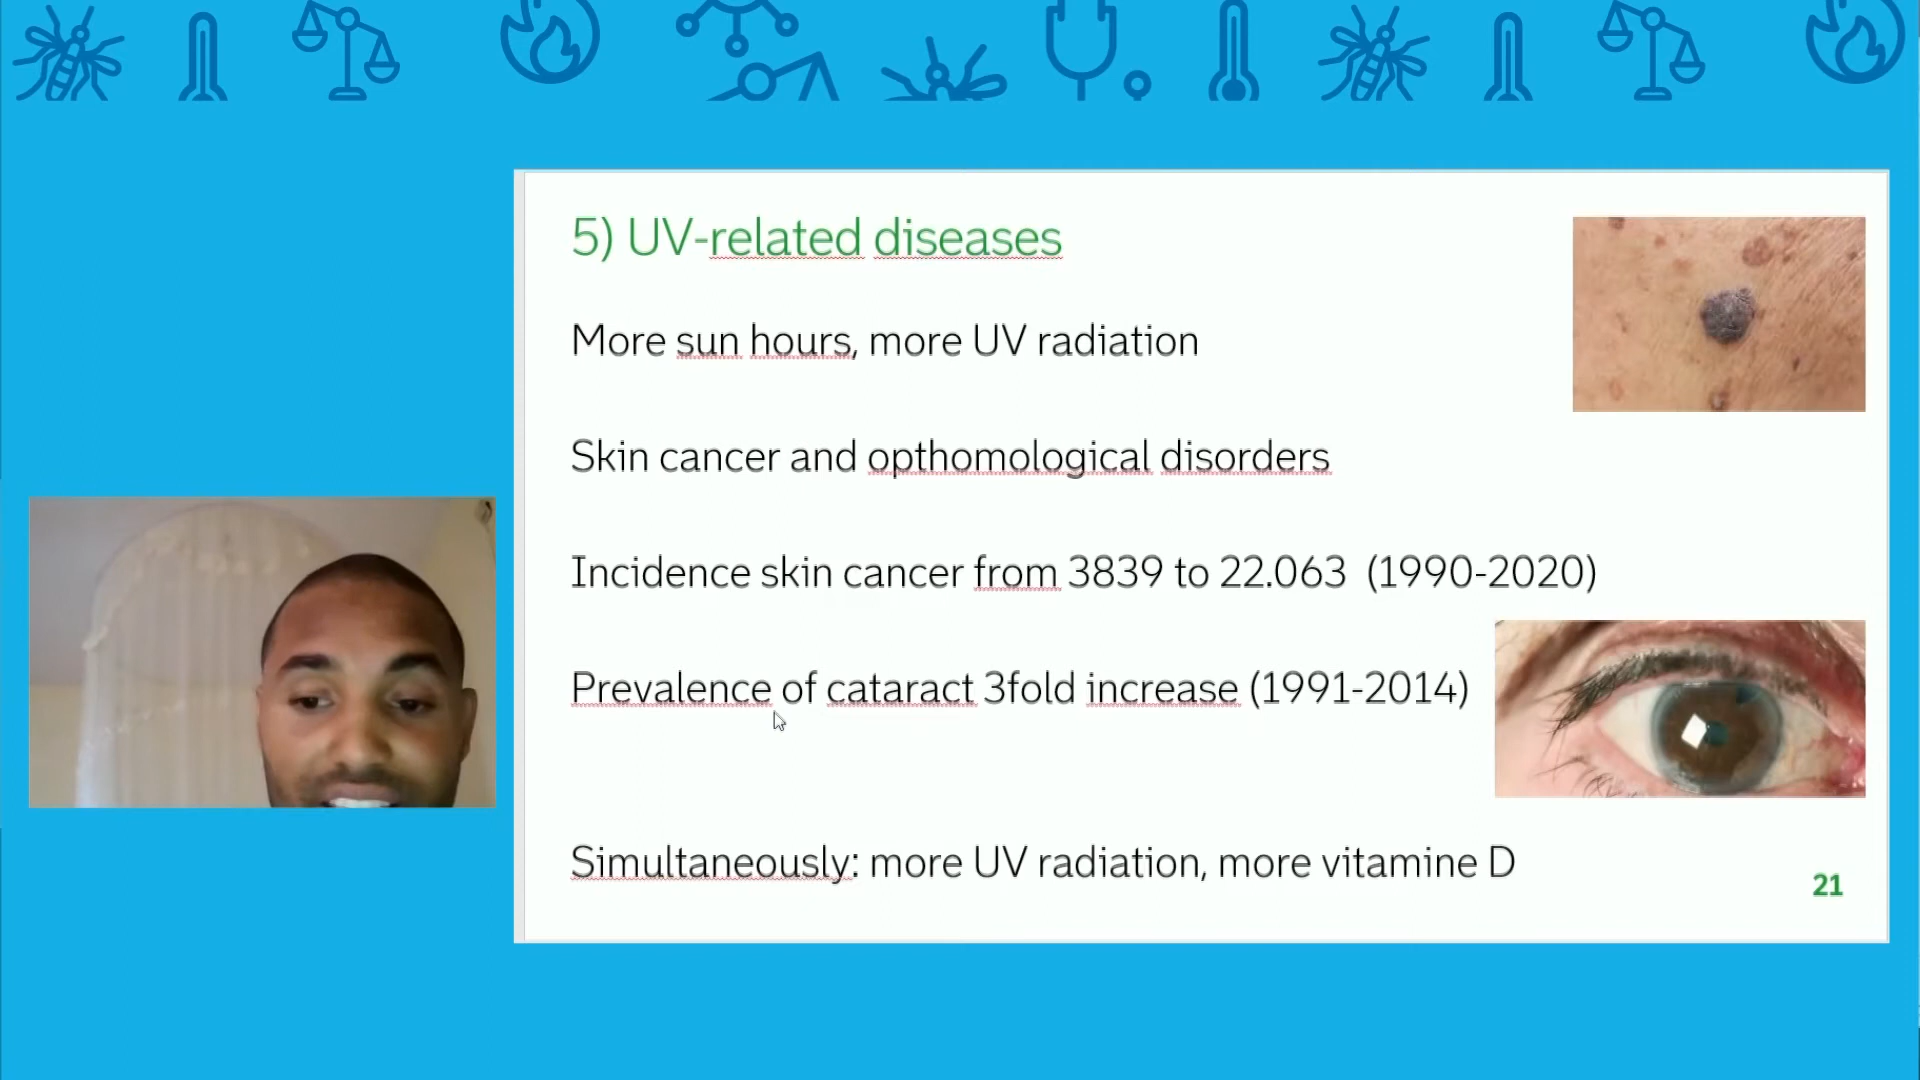 5) UV-related diseases
More sun hours, more UV radiation
Skin cancer and opthomological disorders
Incidence skin cancer from 3839 to 22.063 (1990-2020)
Prevalence of cataract 3fold increase (1991-2014)
Simultaneously: more UV radiation, more vitamine D
21